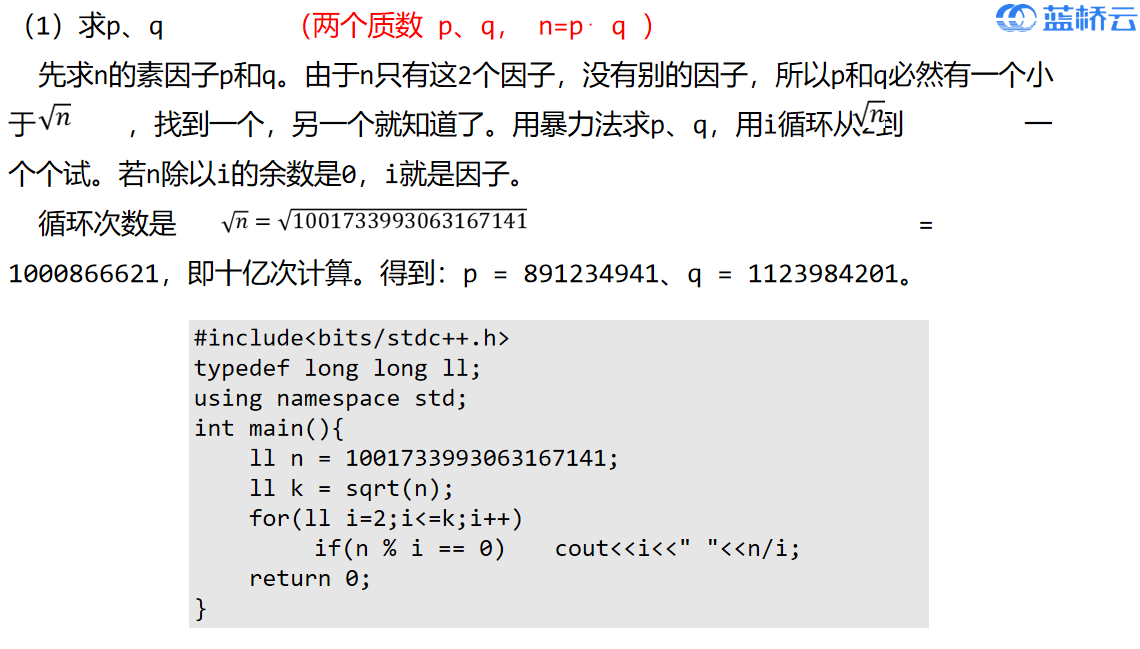 （1）求p、q （两个质数 p、q， n=p· q ）
蓝桥云
先求n的素因子p和q。由于n只有这2个因子，没有别的因子，所以p和q必然有一个小
于√n ，找到一个，另一个就知道了。用暴力法求p、q，用i循环从2到√n 一
个个试。若n除以i的余数是0，i就是因子。
循环次数是 √n = √1001733993063167141 =
1000866621，即十亿次计算。得到：p = 891234941、q = 1123984201。
#include<bits/stdc++.h>
typedef long long ll;
using namespace std;
int main(){
ll n = 1001733993063167141;
ll k = sqrt(n);
for(ll i=2;i<=k;i++)
if(n % i == 0) cout<<i<<" "<<n/i;
return 0;
}